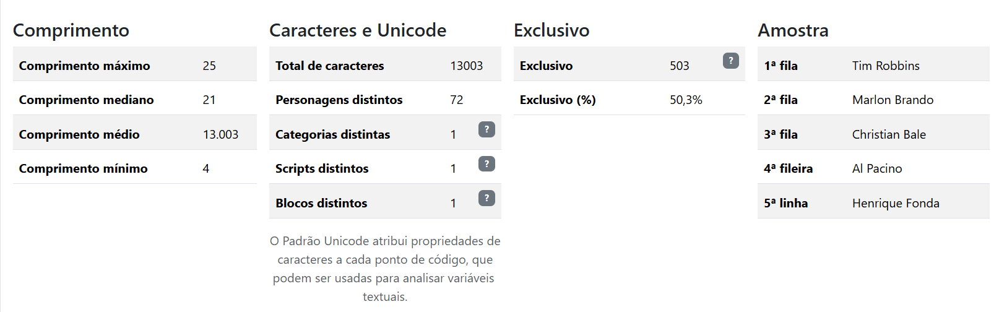 Comprimento
Comprimento máximo 25
Comprimento mediano 21
Comprimento médio 13.003
Comprimento mínimo 4
Caracteres e Unicode
Total de caracteres 13003
Personagens distintos 72
Categorias distintas 1 ?
Scripts distintos 1 ?
Blocos distintos 1 ?
O Padrão Unicode atribui propriedades de
caracteres a cada ponto de código, que
podem ser usadas para analisar variáveis
textuais.
Exclusivo
Exclusivo 503 ?
Exclusivo (%) 50,3%
Amostra
1ª fila Tim Robbins
2ª fila Marlon Brando
3ª fila Christian Bale
4ª fileira Al Pacino
5ª linha Henrique Fonda